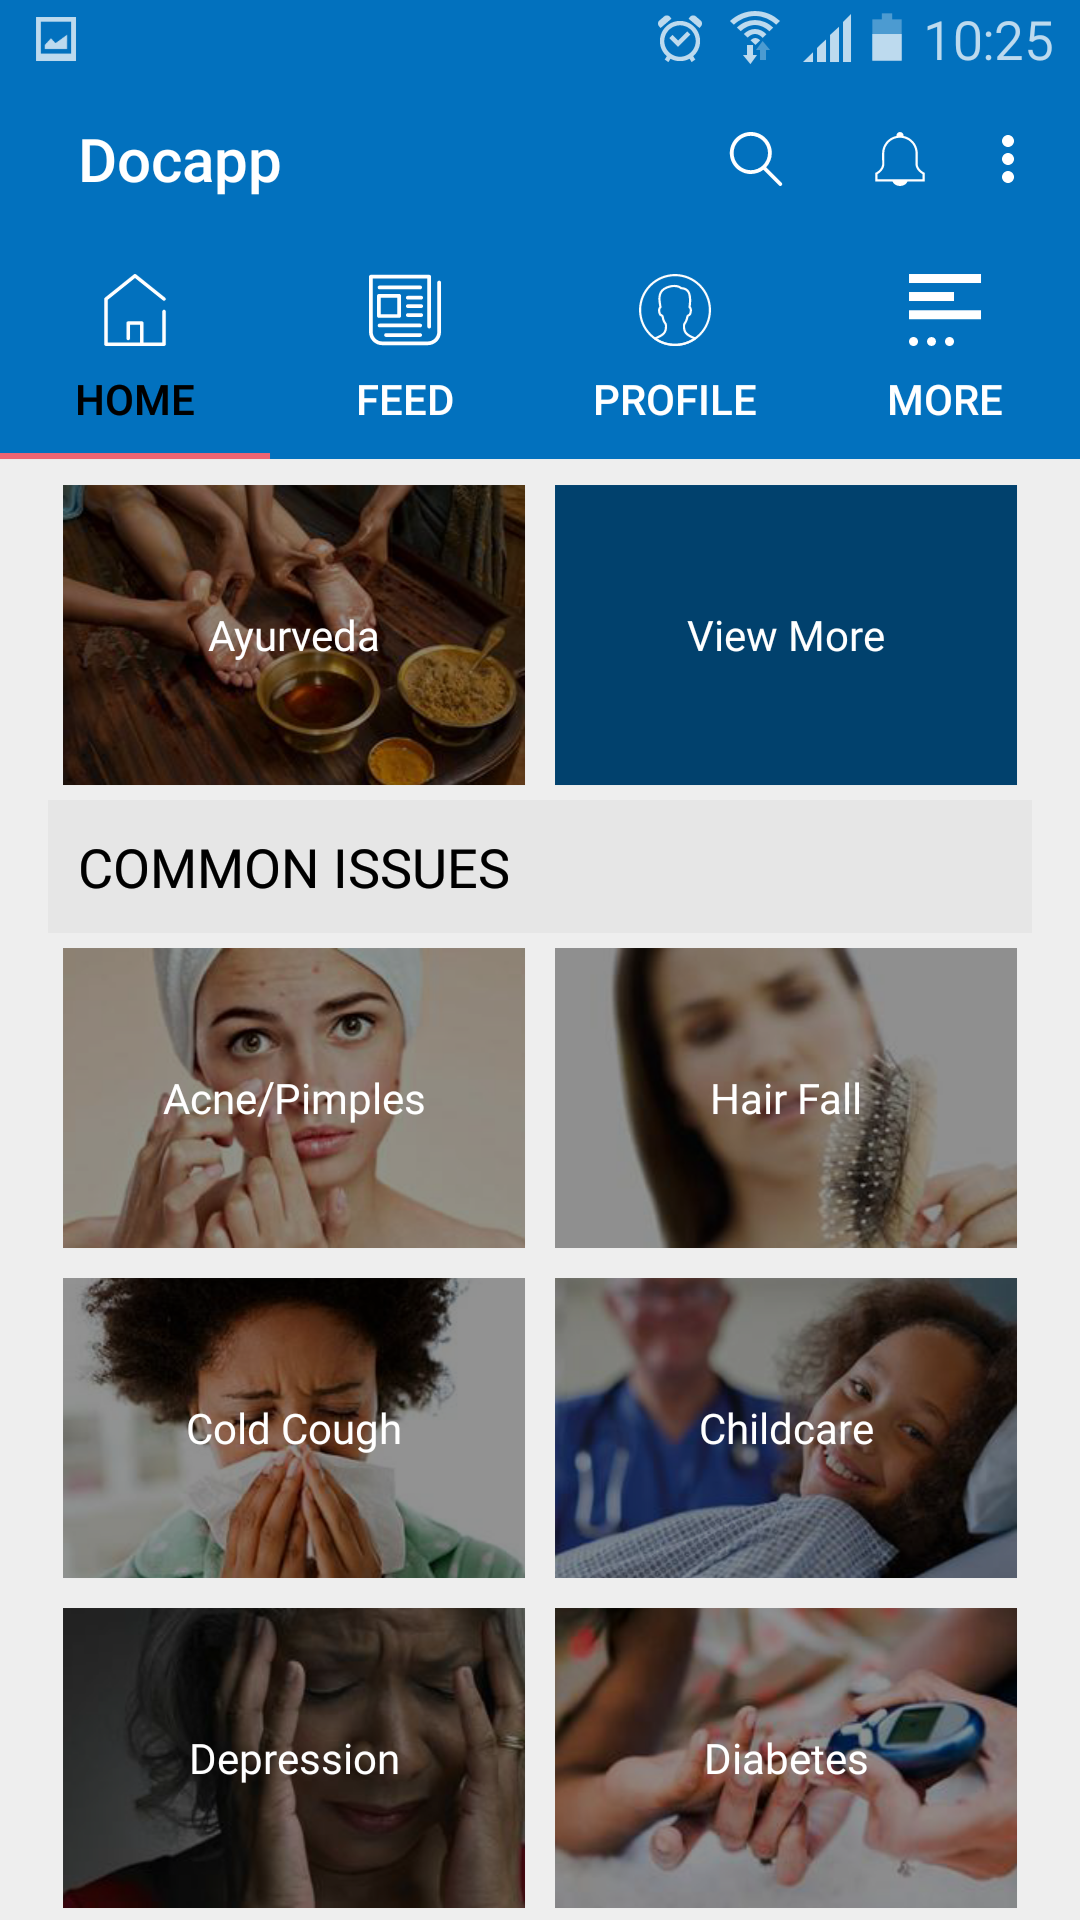 10:25
Docapp
HOME FEED PROFILE MORE
Ayurveda View More
COMMON ISSUES
Acne/Pimples Hair Fall
Cold Cough Childcare
Depression Diabetes